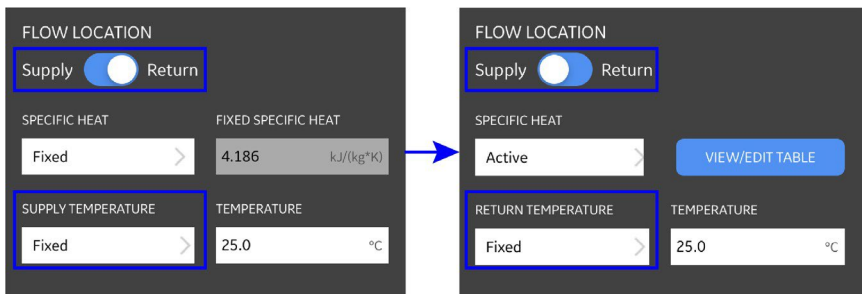 FLOW LOCATION
Supply Return
SPECIFIC HEAT FIXED SPECIFIC HEAT
Fixed 4.186 kJ/(kg*K)
SUPPLY TEMPERATURE TEMPERATURE
Fixed 25.0 °C
FLOW LOCATION
Supply Return
SPECIFIC HEAT
Active VIEW/EDIT TABLE
RETURN TEMPERATURE TEMPERATURE
Fixed 25.0 °C